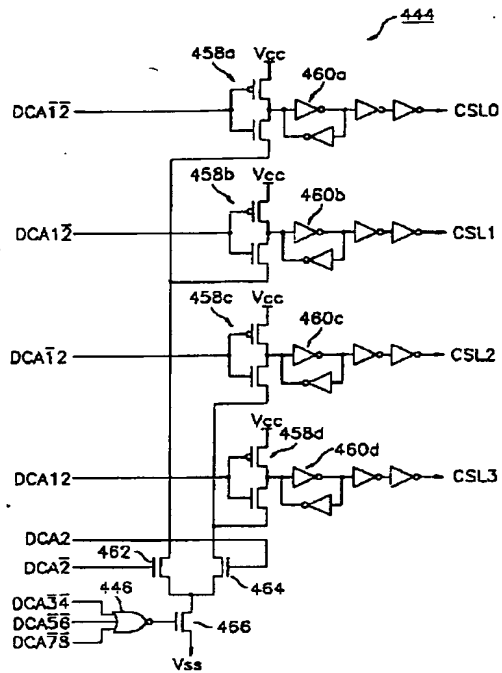 444
458a
Vcc
460a
DCA1̅2̅
CSL0
458b
Vcc
460b
DCA12̅
CSL1
458c
Vcc
460c
DCA1̅2
CSL2
Vcc
458d
460d
DCA12
CSL3
DCA2
462
DCA2̅
464
446
DCA3̅4̅
DCA5̅6̅
466
DCA7̅8̅
Vss